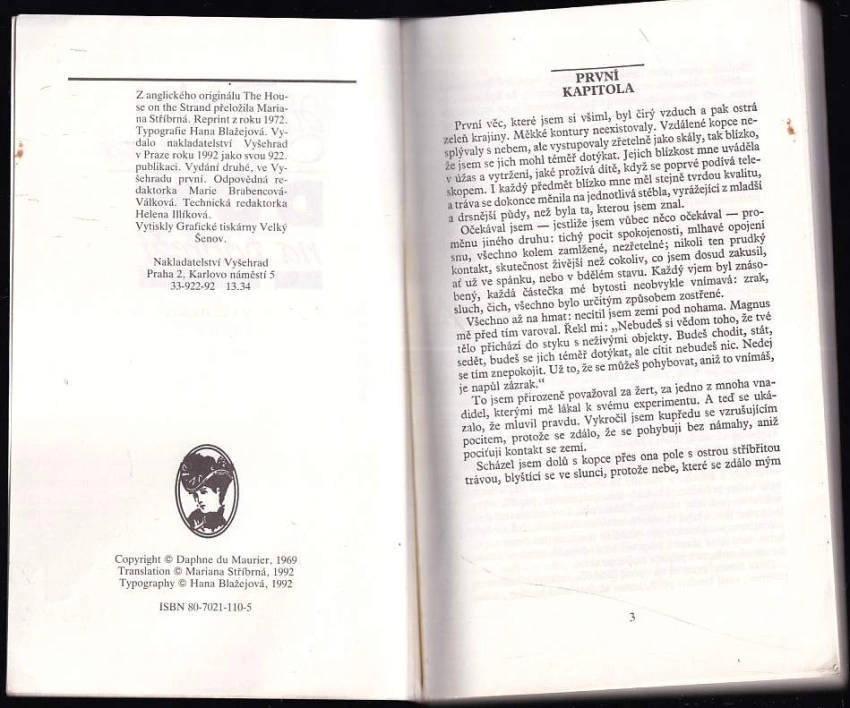 Z anglického originálu The Hou-
se on the Strand přeložila Maria-
na Stříbrná. Reprint z roku 1972.
Typografie Hana Blažejová. Vy-
dalo nakladatelství Vyšehrad
v Praze roku 1992 jako svou 922.
publikaci. Vydání druhé, ve Vy-
šehradu první. Odpovědná re-
daktorka Marie Brabencová-
Válková. Technická redaktorka
Helena Illíková.
Vytiskly Grafické tiskárny Velký
Šenov.
Nakladatelství Vyšehrad
Praha 2, Karlovo náměstí 5
33-922-92 13.34
Copyright © Daphne du Maurier, 1969
Translation © Mariana Stříbrná, 1992
Typography © Hana Blažejová, 1992
ISBN 80-7021-110-5
PRVNÍ
KAPITOLA
První věc, které jsem si všiml, byl čirý vzduch a pak ostrá
zeleň krajiny. Měkké kontury neexistovaly. Vzdálené kopce ne-
splývaly s nebem, ale vystupovaly zřetelně jako skály, tak blízko,
že jsem se jich mohl téměř dotýkat. Jejich blízkost mne uváděla
v úžas a vytržení, jaké prožívá dítě, když se poprvé podívá tele-
skopem. I každý předmět blízko mne měl stejně tvrdou kvalitu,
a tráva se dokonce měnila na jednotlivá stébla, vyrážející z mladší
a drsnější půdy, než byla ta, kterou jsem znal.
Očekával jsem — jestliže jsem vůbec něco očekával — pro-
měnu jiného druhu: tichý pocit spokojenosti, mlhavé opojení
snu, všechno kolem zamlžené, nezřetelné; nikoli ten prudký
kontakt, skutečnost živější než cokoliv, co jsem dosud zakusil,
ať už ve spánku, nebo v bdělém stavu. Každý vjem byl znáso-
bený, každá částečka mé bytosti neobvykle vnímavá: zrak,
sluch, čich, všechno bylo určitým způsobem zostřené.
Všechno až na hmat: necítil jsem zemi pod nohama. Magnus
mě před tím varoval. Řekl mi: „Nebudeš si vědom toho, že tvé
tělo přichází do styku s neživými objekty. Budeš chodit, stát,
sedět, budeš se jich téměř dotýkat, ale cítit nebudeš nic. Nedej
se tím znepokojit. Už to, že se můžeš pohybovat, aniž to vnímáš,
je napůl zázrak.“
To jsem přirozeně považoval za žert, za jedno z mnoha vna-
didel, kterými mě lákal k svému experimentu. A teď se uká-
zalo, že mluvil pravdu. Vykročil jsem kupředu se vzrušujícím
pocitem, protože se zdálo, že se pohybuji bez námahy, aniž
pociťuji kontakt se zemí.
Scházel jsem dolů s kopce přes ona pole s ostrou stříbřitou
trávou, blyštící se ve slunci, protože nebe, které se zdálo mým
3